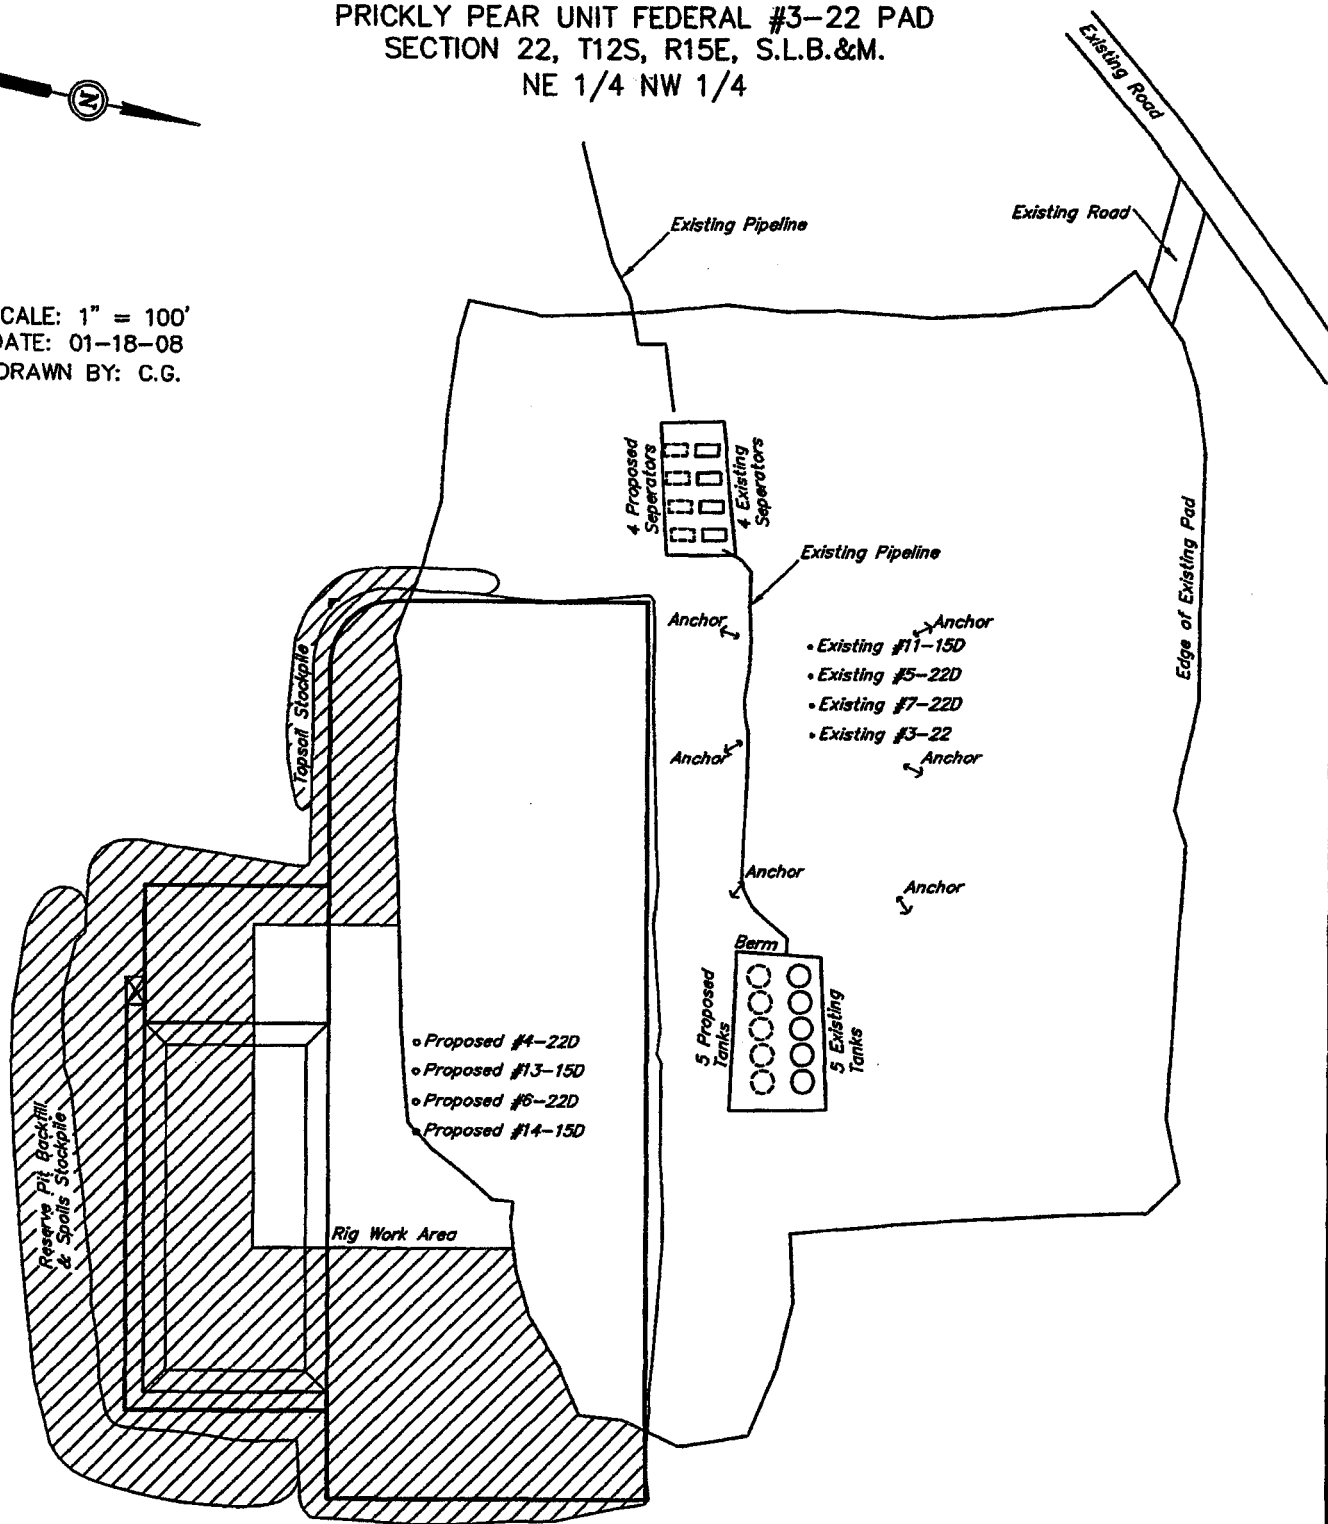 PRICKLY PEAR UNIT FEDERAL #3-22 PAD
SECTION 22, T12S, R15E, S.L.B.&M.
NE 1/4 NW 1/4
N
CALE: 1" = 100'
DATE: 01-18-08
DRAWN BY: C.G.
Existing Road
Existing Road
Existing Pipeline
4 Proposed
Seperators
4 Existing
Seperators
Existing Pipeline
Edge of Existing Pad
Anchor
Anchor
Existing #11-15D
Existing #5-22D
Existing #7-22D
Existing #3-22
Anchor
Anchor
Topsoil Stockpile
Anchor
Anchor
Berm
5 Proposed
Tanks
5 Existing
Tanks
Proposed #4-22D
Proposed #13-15D
Proposed #6-22D
Proposed #14-15D
Reserve Pit Backfill
& Spoils Stockpile
Rig Work Area